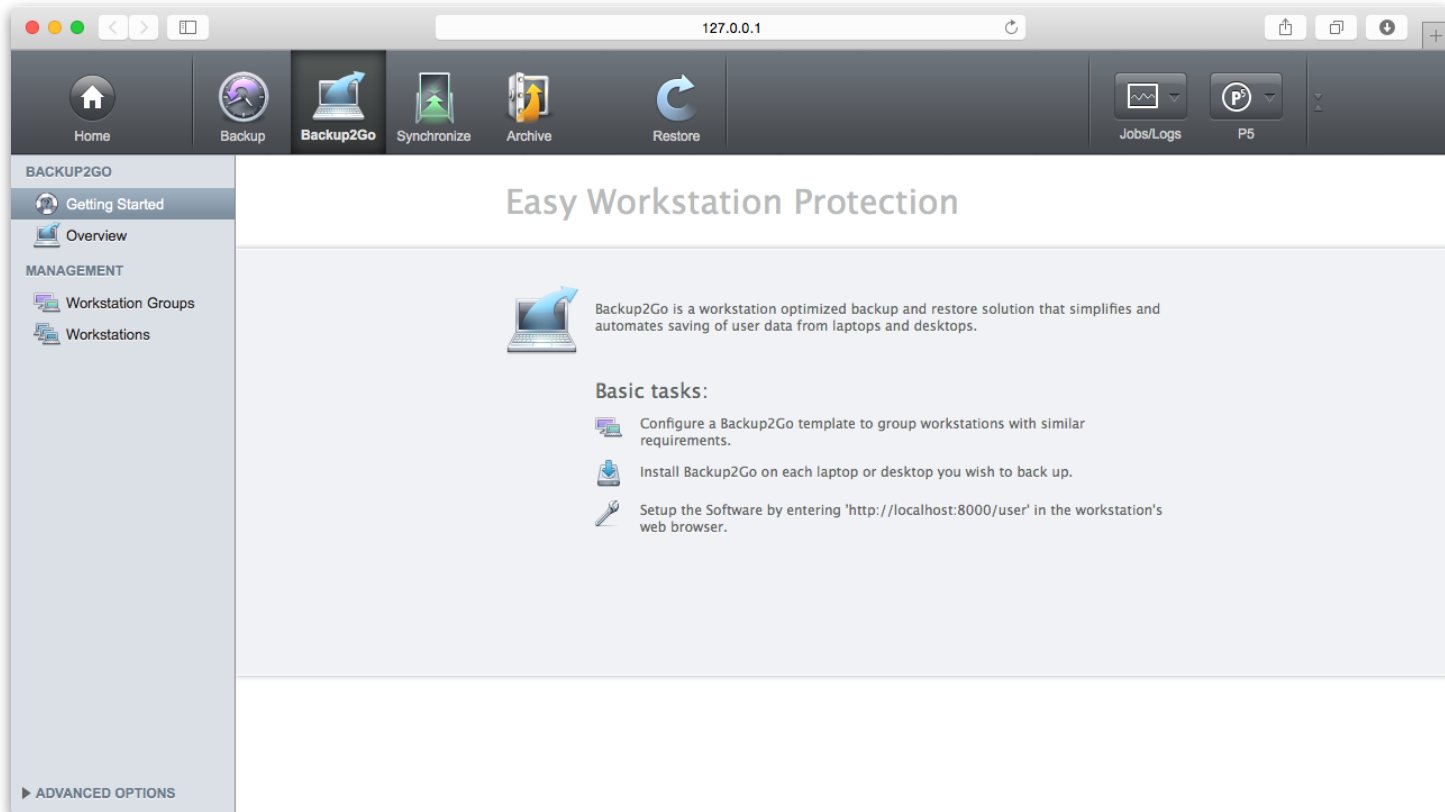 127.0.0.1
Home
Backup
Backup2Go
Synchronize
Archive
Restore
Jobs/Logs
P5
P5
BACKUP2GO
Getting Started
Overview
MANAGEMENT
Workstation Groups
Workstations
ADVANCED OPTIONS
Easy Workstation Protection
Backup2Go is a workstation optimized backup and restore solution that simplifies and
automates saving of user data from laptops and desktops.
Basic tasks:
Configure a Backup2Go template to group workstations with similar
requirements.
Install Backup2Go on each laptop or desktop you wish to back up.
Setup the Software by entering 'http://localhost:8000/user' in the workstation's
web browser.